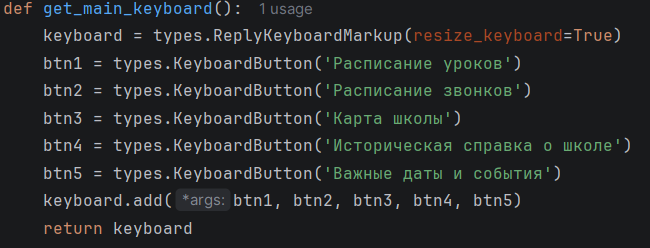 def get_main_keyboard(): 1 usage
    keyboard = types.ReplyKeyboardMarkup(resize_keyboard=True)
    btn1 = types.KeyboardButton('Расписание уроков')
    btn2 = types.KeyboardButton('Расписание звонков')
    btn3 = types.KeyboardButton('Карта школы')
    btn4 = types.KeyboardButton('Историческая справка о школе')
    btn5 = types.KeyboardButton('Важные даты и события')
    keyboard.add( *args: btn1, btn2, btn3, btn4, btn5)
    return keyboard